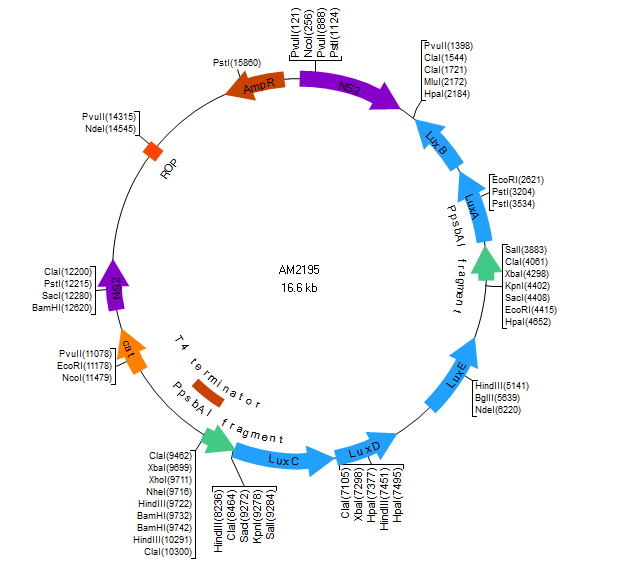 PvuII(121)
NcoI(256)
PvuII(888)
PstI(1124)
NS2
PvuII(1398)
ClaI(1544)
ClaI(1721)
MluI(2172)
HpaI(2184)
LuxB
EcoRI(2621)
PstI(3204)
PstI(3534)
LuxA
PpsbAI fragment
SalI(3883)
ClaI(4061)
XbaI(4298)
KpnI(4402)
SacI(4408)
EcoRI(4415)
HpaI(4652)
LuxE
HindIII(5141)
BglII(5639)
NdeI(6220)
LuxD
ClaI(7105)
XbaI(7298)
HpaI(7377)
HindIII(7451)
HpaI(7495)
LuxC
HindIII(8236)
ClaI(8464)
SacI(9272)
KpnI(9278)
SalI(9284)
PpsbAI fragment
T4 terminator
ClaI(9462)
XbaI(9699)
XhoI(9711)
NheI(9716)
HindIII(9722)
BamHI(9732)
BamHI(9742)
HindIII(10291)
ClaI(10300)
cat
PvuII(11078)
EcoRI(11178)
NcoI(11479)
NS2
ClaI(12200)
PstI(12215)
SacI(12280)
BamHI(12620)
ROP
PvuII(14315)
NdeI(14545)
PstI(15860)
AmpR
AM2195
16.6 kb